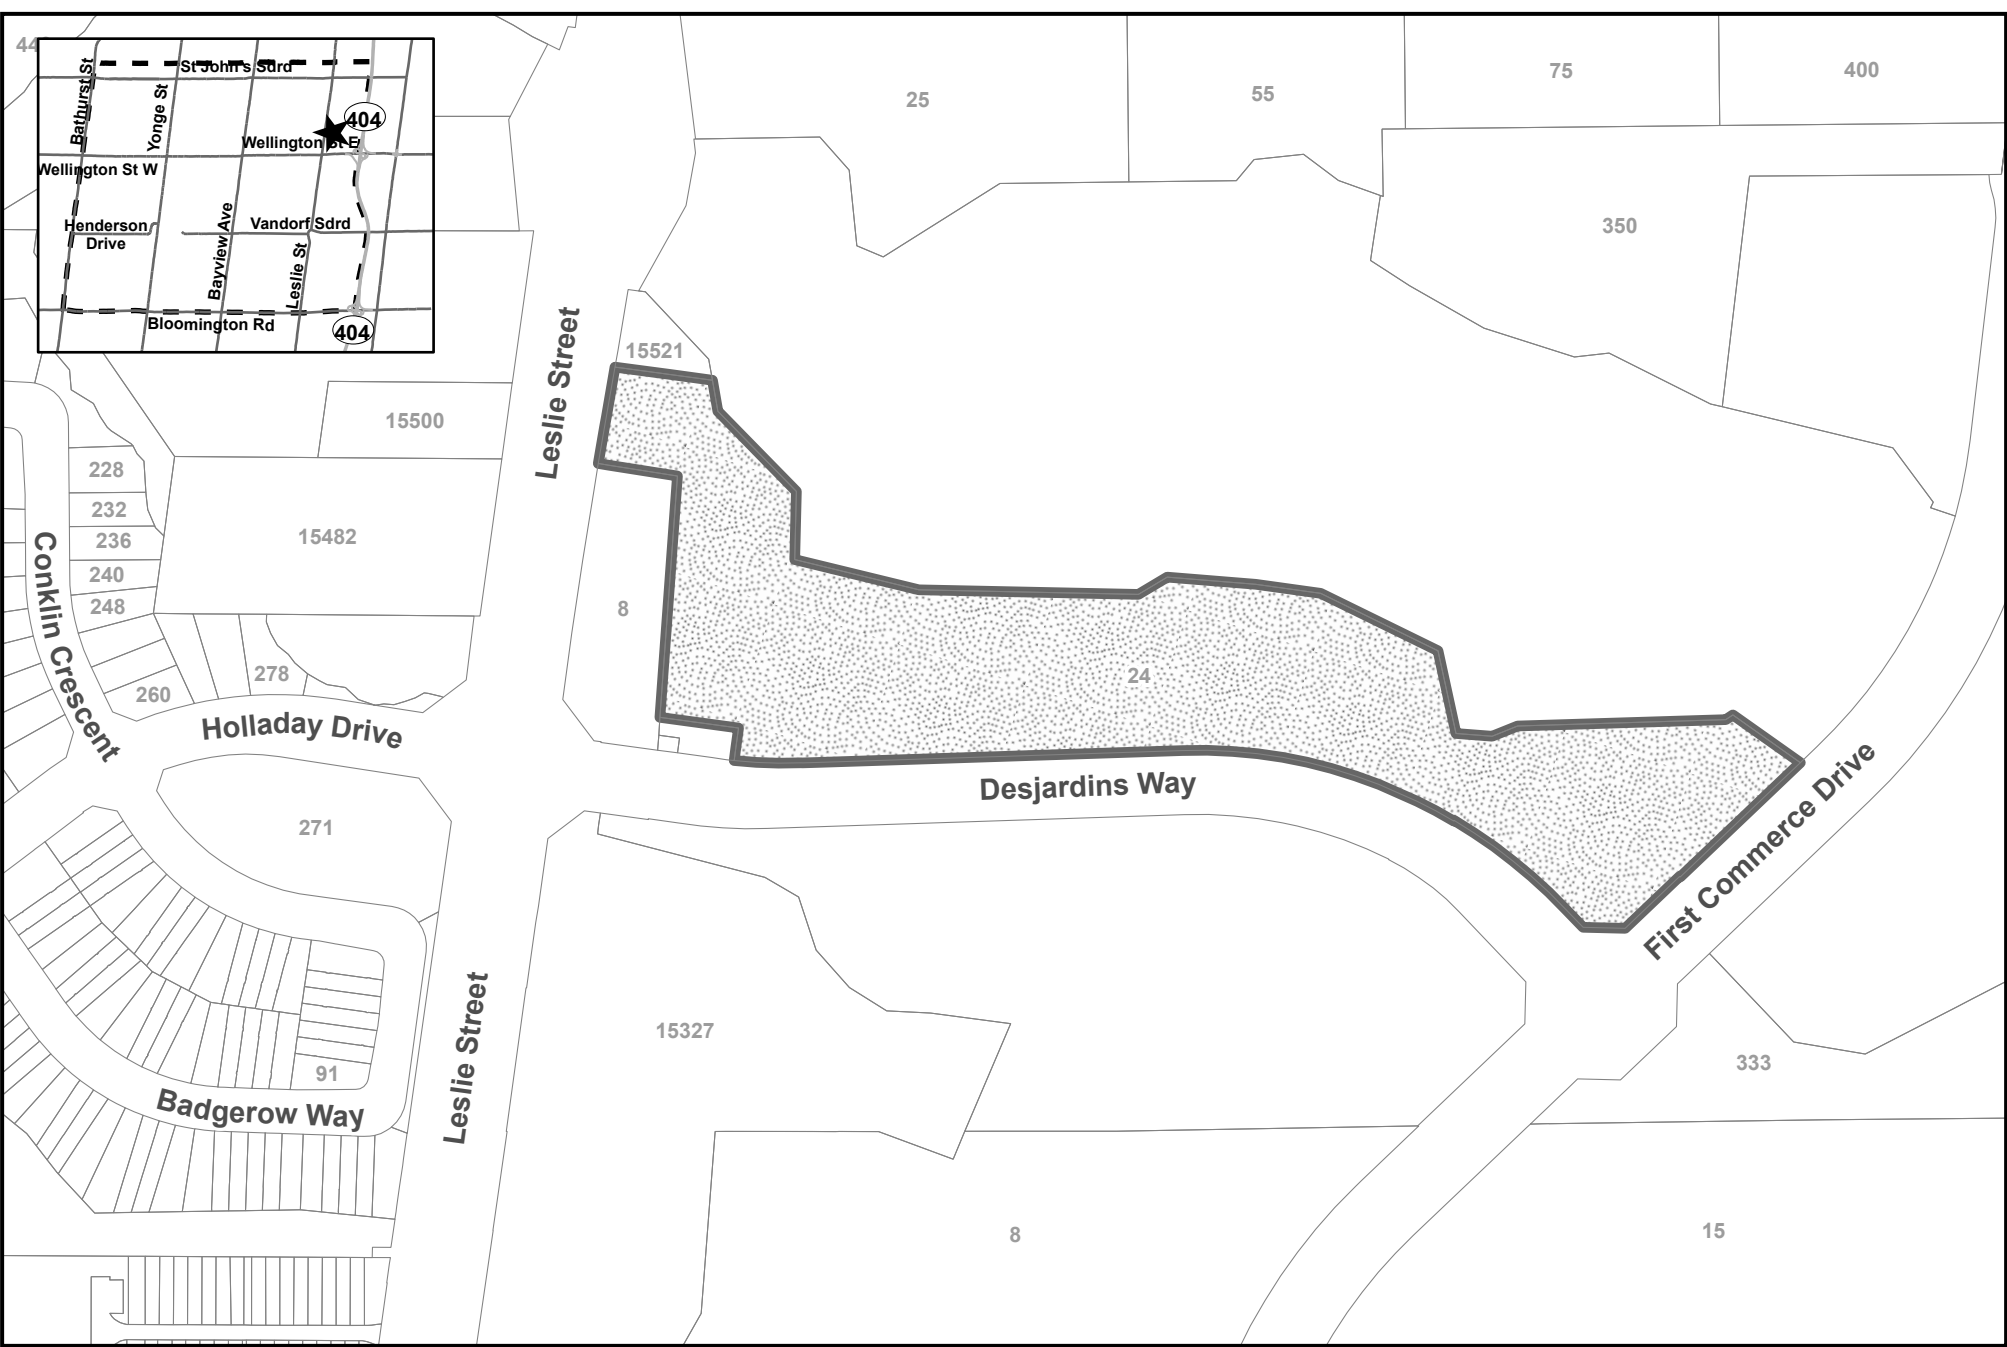 St John's Sdrd
Bathurst St
Yonge St
404
Wellington St E
Wellington St W
Henderson
Drive
Bayview Ave
Vandorf Sdrd
Leslie St
Bloomington Rd
404
25
55
75
400
350
15521
Leslie Street
15500
228
232
236
240
248
15482
Conklin Crescent
8
260
278
24
Holladay Drive
Desjardins Way
First Commerce Drive
271
15327
Leslie Street
91
Badgerow Way
333
8
15